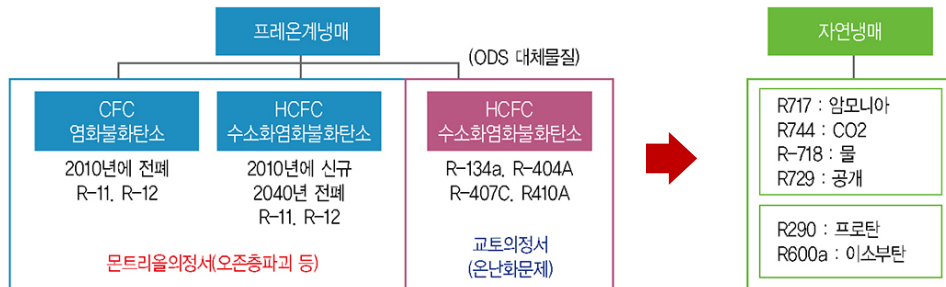 프레온계냉매
(ODS 대체물질)
CFC
염화불화탄소
2010년에 전폐
R-11, R-12
HCFC
수소화염화불화탄소
2010년에 신규
2040년 전폐
R-11, R-12
몬트리올의정서(오존층파괴 등)
HCFC
수소화염화불화탄소
R-134a, R-404A
R-407C, R410A
교토의정서
(온난화문제)
자연냉매
R717 : 암모니아
R744 : CO2
R-718 : 물
R729 : 공개
R290 : 프로탄
R600a : 이소부탄